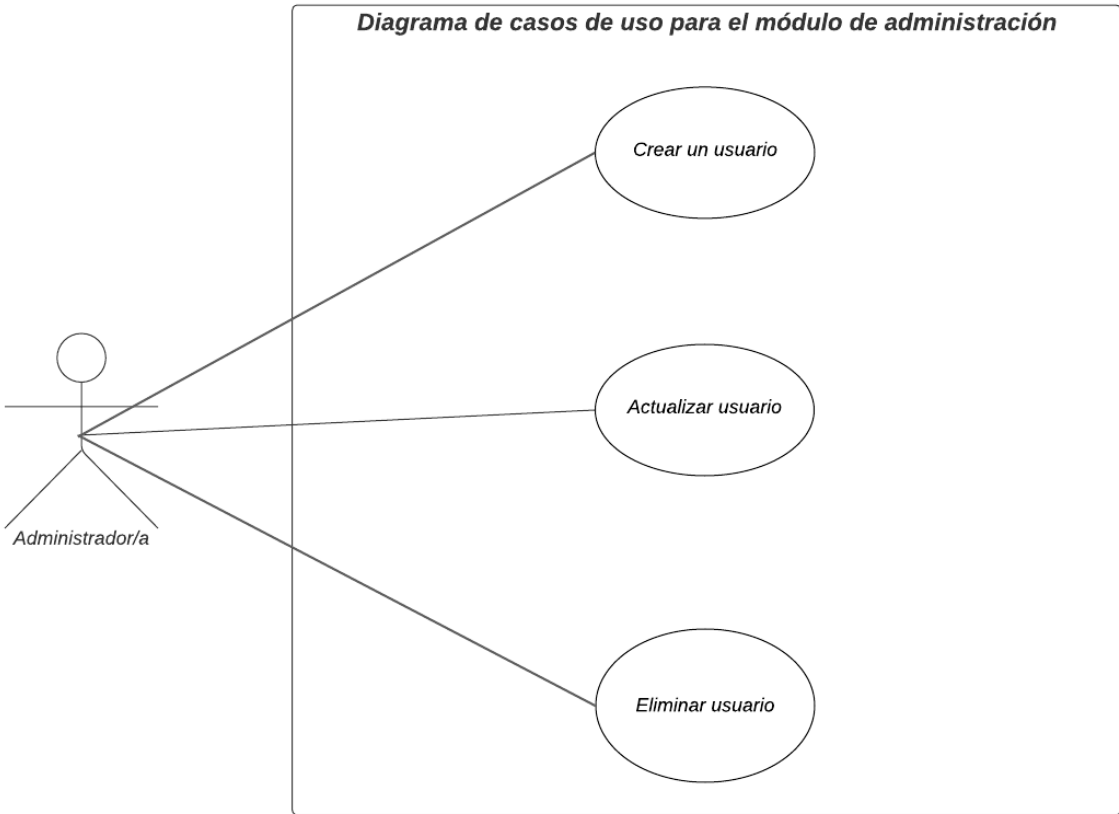 Diagrama de casos de uso para el módulo de administración
Crear un usuario
Actualizar usuario
Administrador/a
Eliminar usuario